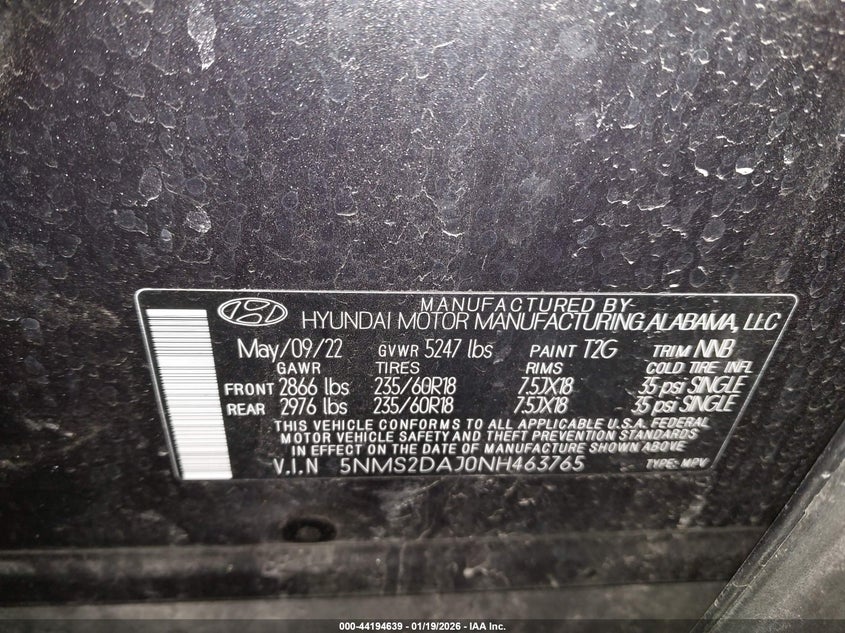 MANUFACTURED BY
HYUNDAI MOTOR MANUFACTURING ALABAMA, LLC
May/09/22 GVWR 5247 lbs PAINT T2G TRIM NNB
GAWR TIRES RIMS COLD TIRE INFL
FRONT 2866 lbs 235/60R18 7.5JX18 35 psi SINGLE
REAR 2976 lbs 235/60R18 7.5JX18 35 psi SINGLE
THIS VEHICLE CONFORMS TO ALL APPLICABLE U.S.A. FEDERAL
MOTOR VEHICLE SAFETY AND THEFT PREVENTION STANDARDS
IN EFFECT ON THE DATE OF MANUFACTURE SHOWN ABOVE
V.I.N 5NMS2DAJ0NH463765 TYPE: MPV
000-44194639 - 01/19/2026 - IAA Inc.